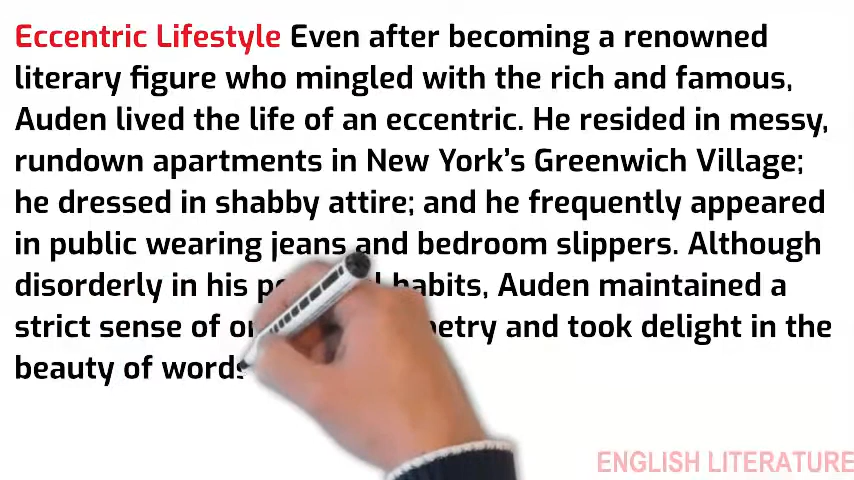 Eccentric Lifestyle Even after becoming a renowned
literary figure who mingled with the rich and famous,
Auden lived the life of an eccentric. He resided in messy,
rundown apartments in New York’s Greenwich Village;
he dressed in shabby attire; and he frequently appeared
in public wearing jeans and bedroom slippers. Although
disorderly in his habits, Auden maintained a
strict sense of and took delight in the
beauty of words
ENGLISH LITERATURE